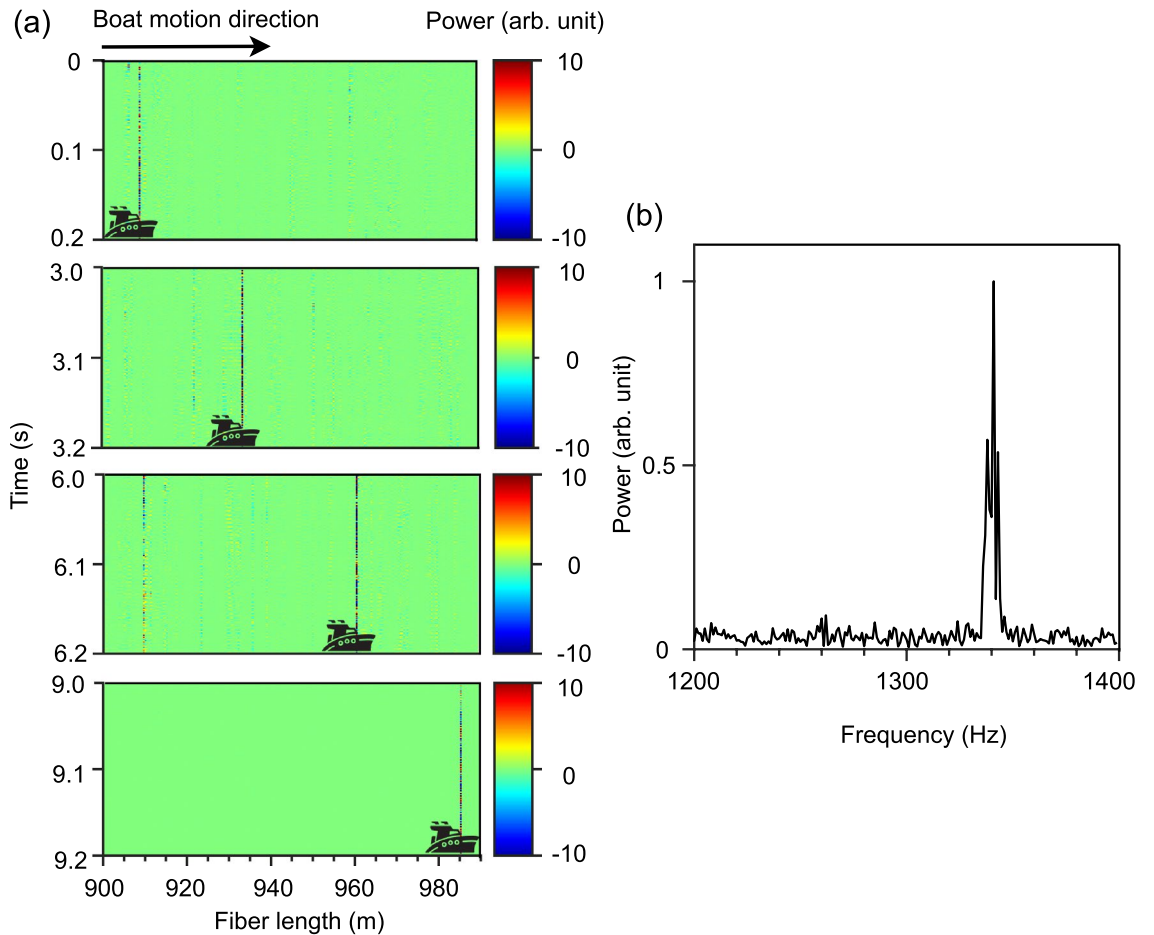 (a)
Boat motion direction
Power (arb. unit)
0
0.1
0.2
10
0
-10
3.0
3.1
3.2
10
0
-10
6.0
6.1
6.2
10
0
-10
9.0
9.1
9.2
10
0
-10
Time (s)
900 920 940 960 980
Fiber length (m)
(b)
1
0.5
0
Power (arb. unit)
1200 1300 1400
Frequency (Hz)